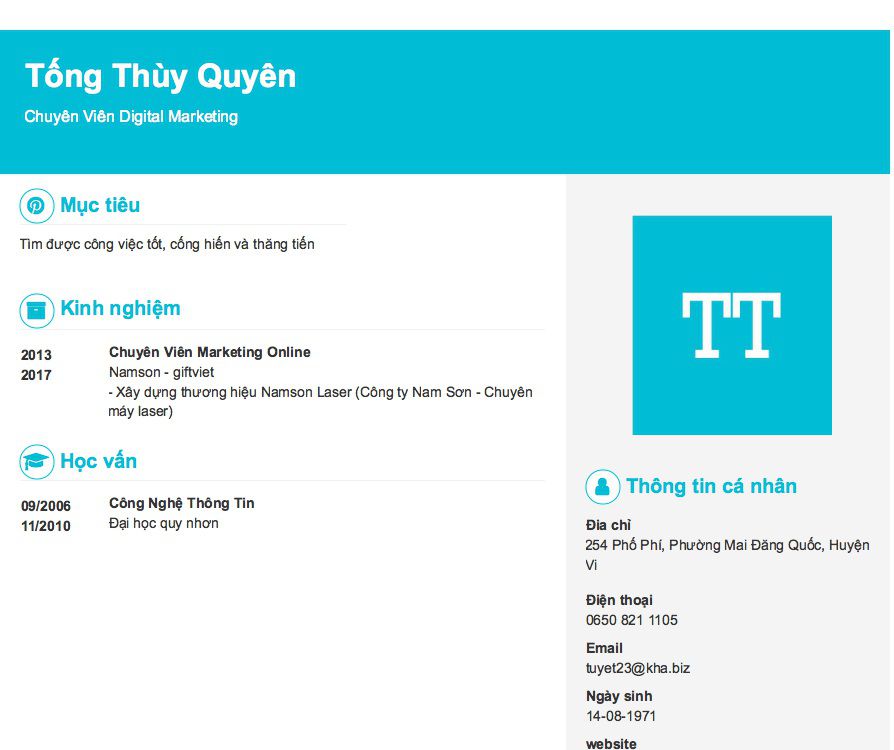 Tống Thùy Quyên
Chuyên Viên Digital Marketing
Mục tiêu
Tìm được công việc tốt, cống hiến và thăng tiến
Kinh nghiệm
2013
2017
Chuyên Viên Marketing Online
Namson - giftviet
- Xây dựng thương hiệu Namson Laser (Công ty Nam Sơn - Chuyên
máy laser)
Học vấn
09/2006
11/2010
Công Nghệ Thông Tin
Đại học quy nhơn
TT
Thông tin cá nhân
Đia chỉ
254 Phố Phí, Phường Mai Đăng Quốc, Huyện
Vi
Điện thoại
0650 821 1105
Email
tuyet23@kha.biz
Ngày sinh
14-08-1971
website